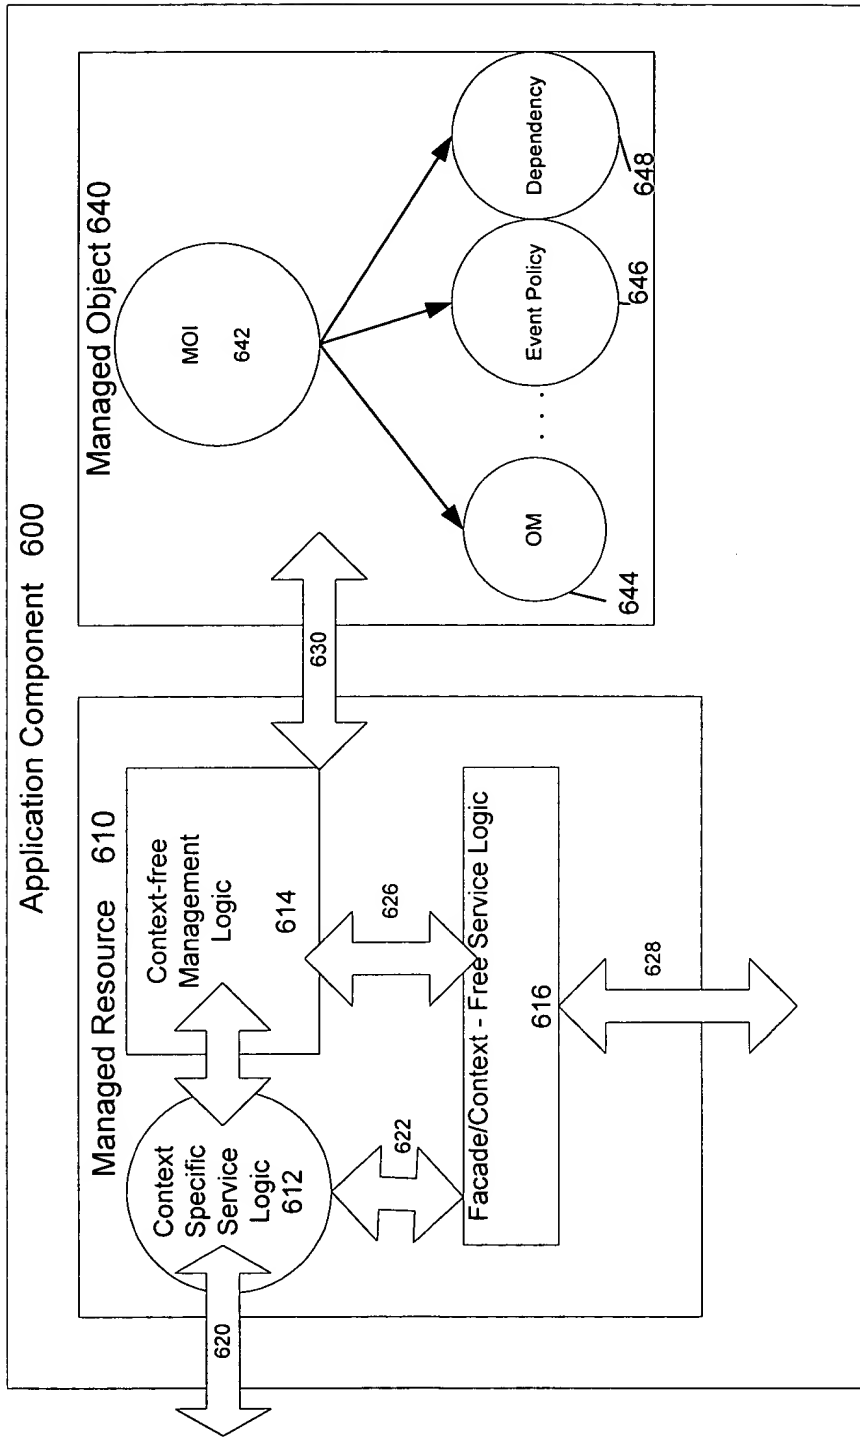 Application Component 600
Managed Resource 610
Context
Specific
Service
Logic
612
Context-free
Management
Logic
614
620
622
626
Facade/Context - Free Service Logic
616
628
630
Managed Object 640
MOI
642
OM
644
. . . .
Event Policy
646
Dependency
648